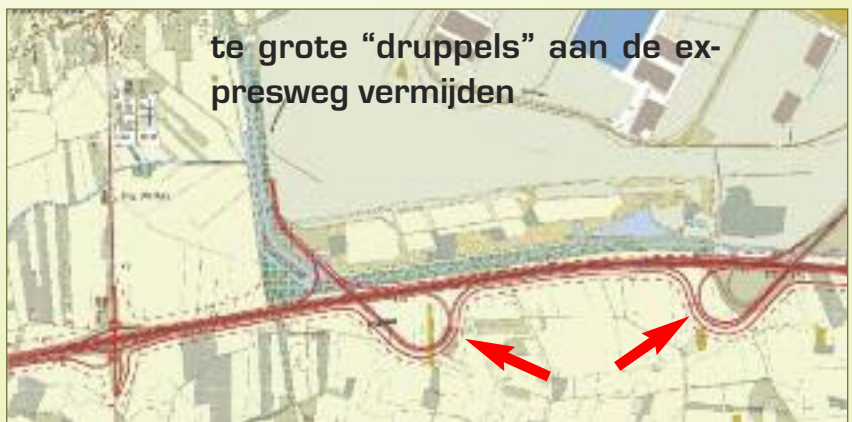 te grote “druppels” aan de ex-
presweg vermijden